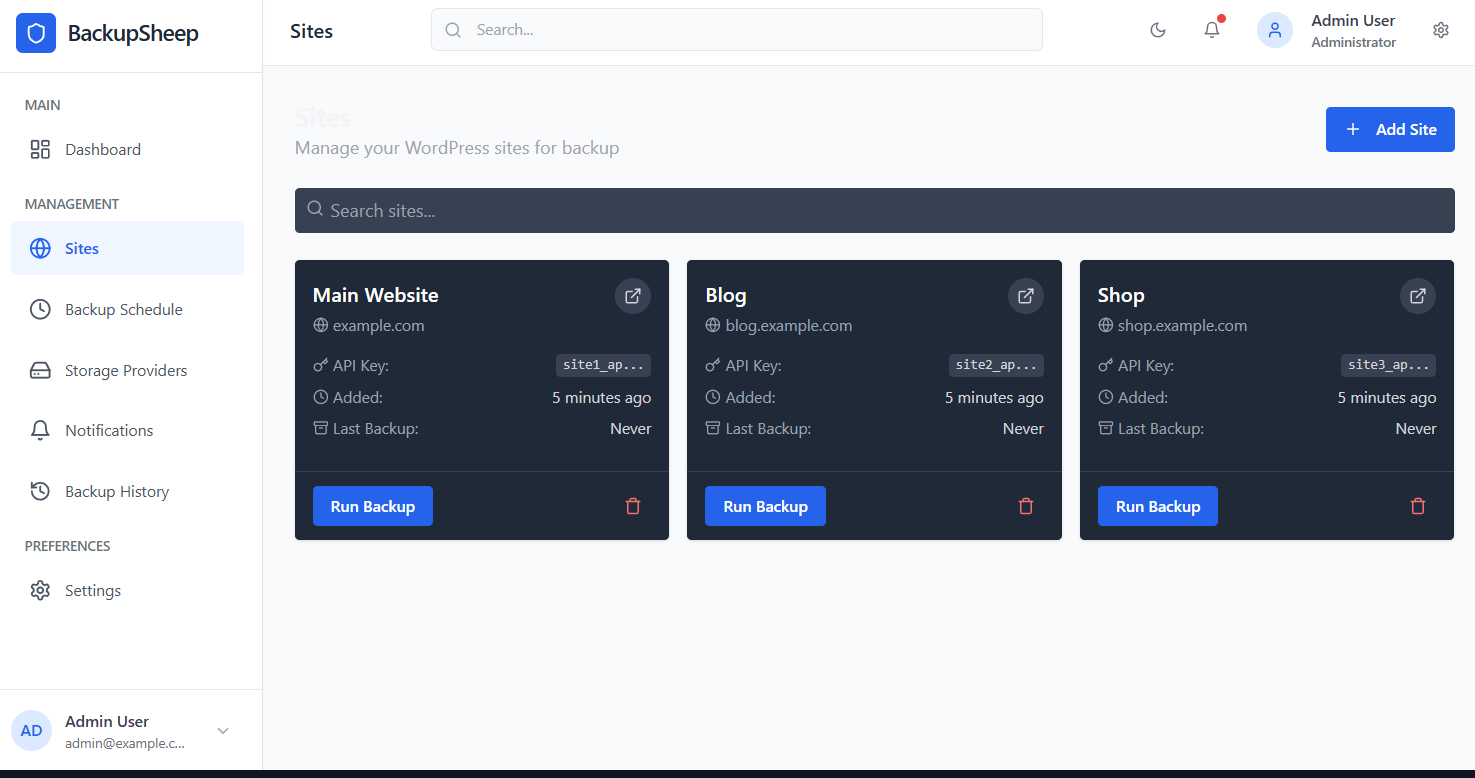 BackupSheep
Sites
Search...
Admin User
Administrator
MAIN
Dashboard
MANAGEMENT
Sites
Backup Schedule
Storage Providers
Notifications
Backup History
PREFERENCES
Settings
AD
Admin User
admin@example.c...
Sites
Manage your WordPress sites for backup
Add Site
Search sites...
Main Website
example.com
API Key: site1_ap...
Added: 5 minutes ago
Last Backup: Never
Run Backup
Blog
blog.example.com
API Key: site2_ap...
Added: 5 minutes ago
Last Backup: Never
Run Backup
Shop
shop.example.com
API Key: site3_ap...
Added: 5 minutes ago
Last Backup: Never
Run Backup